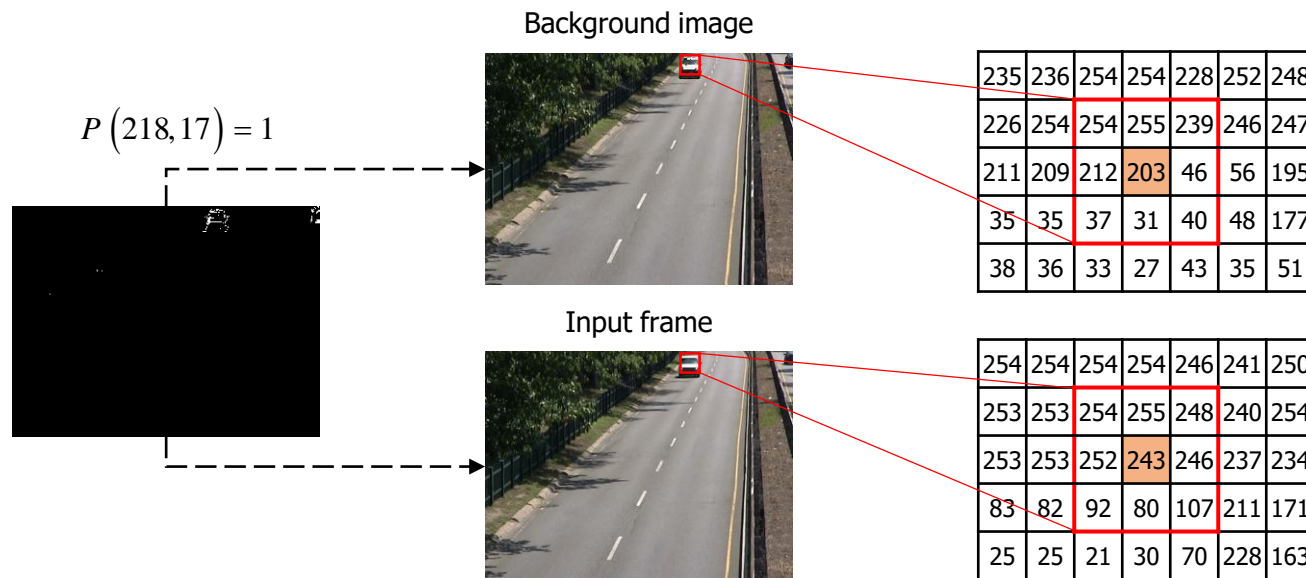 Background image
P (218,17) = 1
235 236 254 254 228 252 248
226 254 254 255 239 246 247
211 209 212 203 46 56 195
35 35 37 31 40 48 177
38 36 33 27 43 35 51
Input frame
254 254 254 254 246 241 250
253 253 254 255 248 240 254
253 253 252 243 246 237 234
83 82 92 80 107 211 171
25 25 21 30 70 228 163